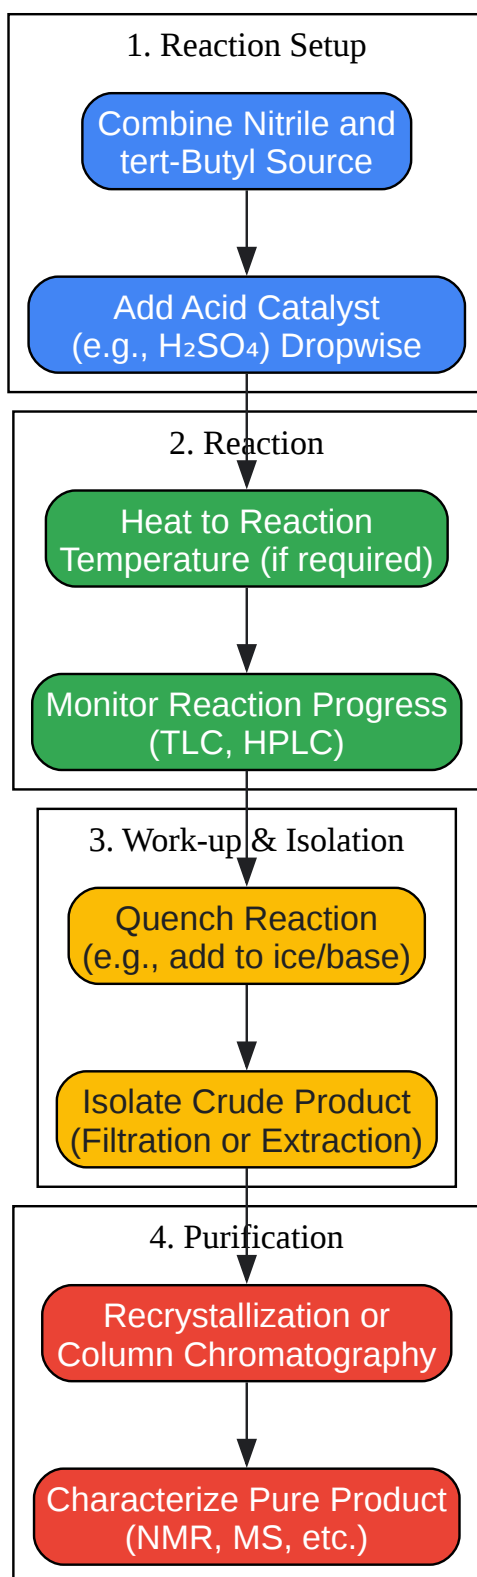 1. Reaction Setup
Combine Nitrile and
tert-Butyl Source
Add Acid Catalyst
(e.g., H₂SO₄) Dropwise
2. Reaction
Heat to Reaction
Temperature (if required)
Monitor Reaction Progress
(TLC, HPLC)
3. Work-up & Isolation
Quench Reaction
(e.g., add to ice/base)
Isolate Crude Product
(Filtration or Extraction)
4. Purification
Recrystallization or
Column Chromatography
Characterize Pure Product
(NMR, MS, etc.)